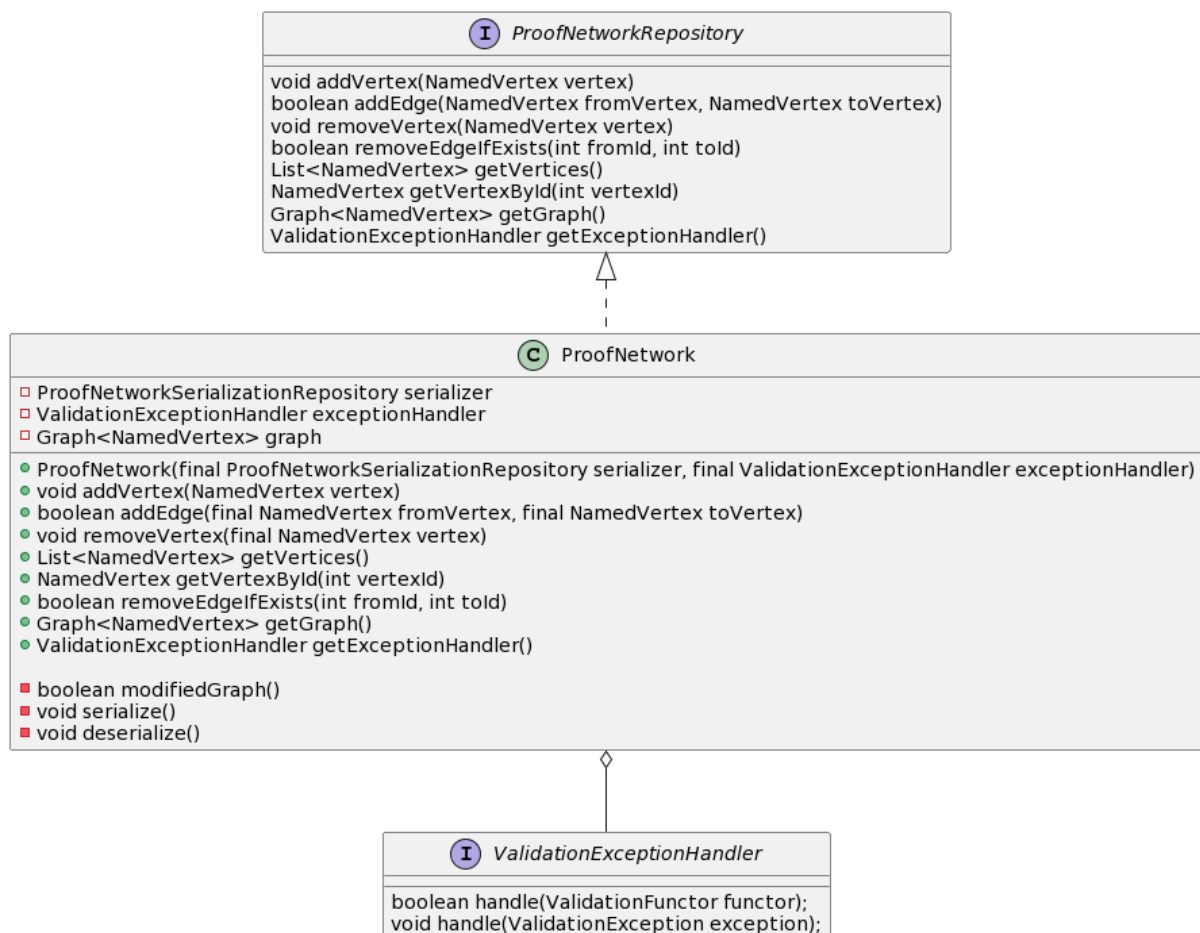 I ProofNetworkRepository
void addVertex(NamedVertex vertex)
boolean addEdge(NamedVertex fromVertex, NamedVertex toVertex)
void removeVertex(NamedVertex vertex)
boolean removeEdgeIfExists(int fromId, int toId)
List<NamedVertex> getVertices()
NamedVertex getVertexById(int vertexId)
Graph<NamedVertex> getGraph()
ValidationExceptionHandler getExceptionHandler()
C ProofNetwork
ProofNetworkSerializationRepository serializer
ValidationExceptionHandler exceptionHandler
Graph<NamedVertex> graph
ProofNetwork(final ProofNetworkSerializationRepository serializer, final ValidationExceptionHandler exceptionHandler)
void addVertex(NamedVertex vertex)
boolean addEdge(final NamedVertex fromVertex, final NamedVertex toVertex)
void removeVertex(final NamedVertex vertex)
List<NamedVertex> getVertices()
NamedVertex getVertexById(int vertexId)
boolean removeEdgeIfExists(int fromId, int toId)
Graph<NamedVertex> getGraph()
ValidationExceptionHandler getExceptionHandler()
boolean modifiedGraph()
void serialize()
void deserialize()
I ValidationExceptionHandler
boolean handle(ValidationFunctor functor);
void handle(ValidationException exception);